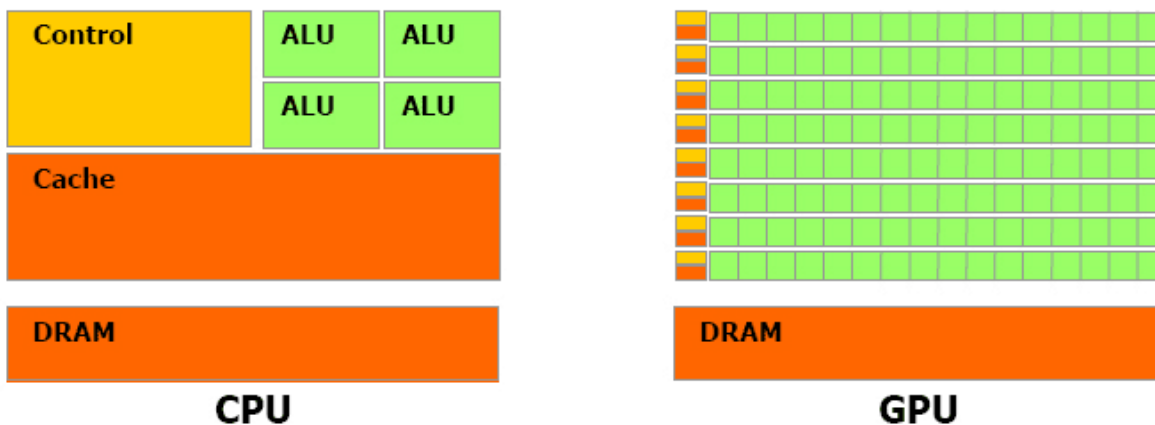 Control
ALU ALU
ALU ALU
Cache
DRAM
CPU
DRAM
GPU